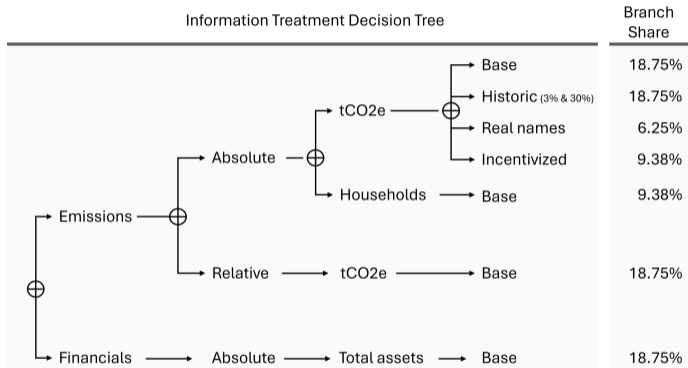 Information Treatment Decision Tree
Branch
Share
Base 18.75%
Historic (3% & 30%) 18.75%
tCO2e
Real names 6.25%
Absolute
Incentivized 9.38%
Households Base 9.38%
Emissions
Relative tCO2e Base 18.75%
Financials Absolute Total assets Base 18.75%